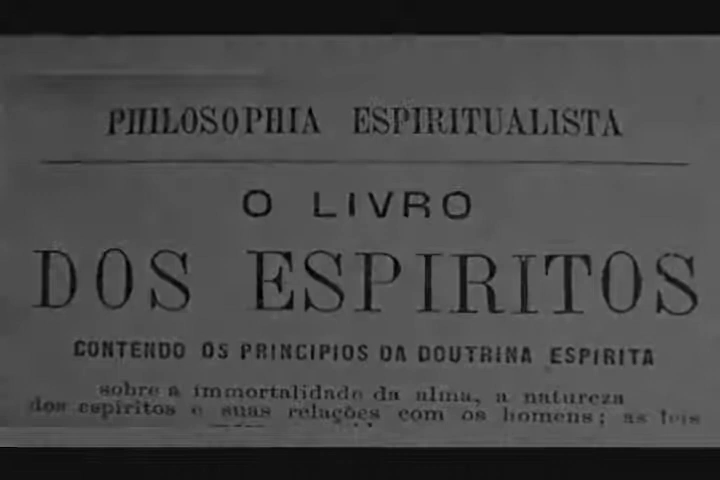 PHILOSOPHIA ESPIRITUALISTA
O LIVRO
DOS ESPIRITOS
CONTENDO OS PRINCIPIOS DA DOUTRINA ESPIRITA
sobre a immortalidade da alma, a natureza
dos espiritos e suas relações com os homens; as leis